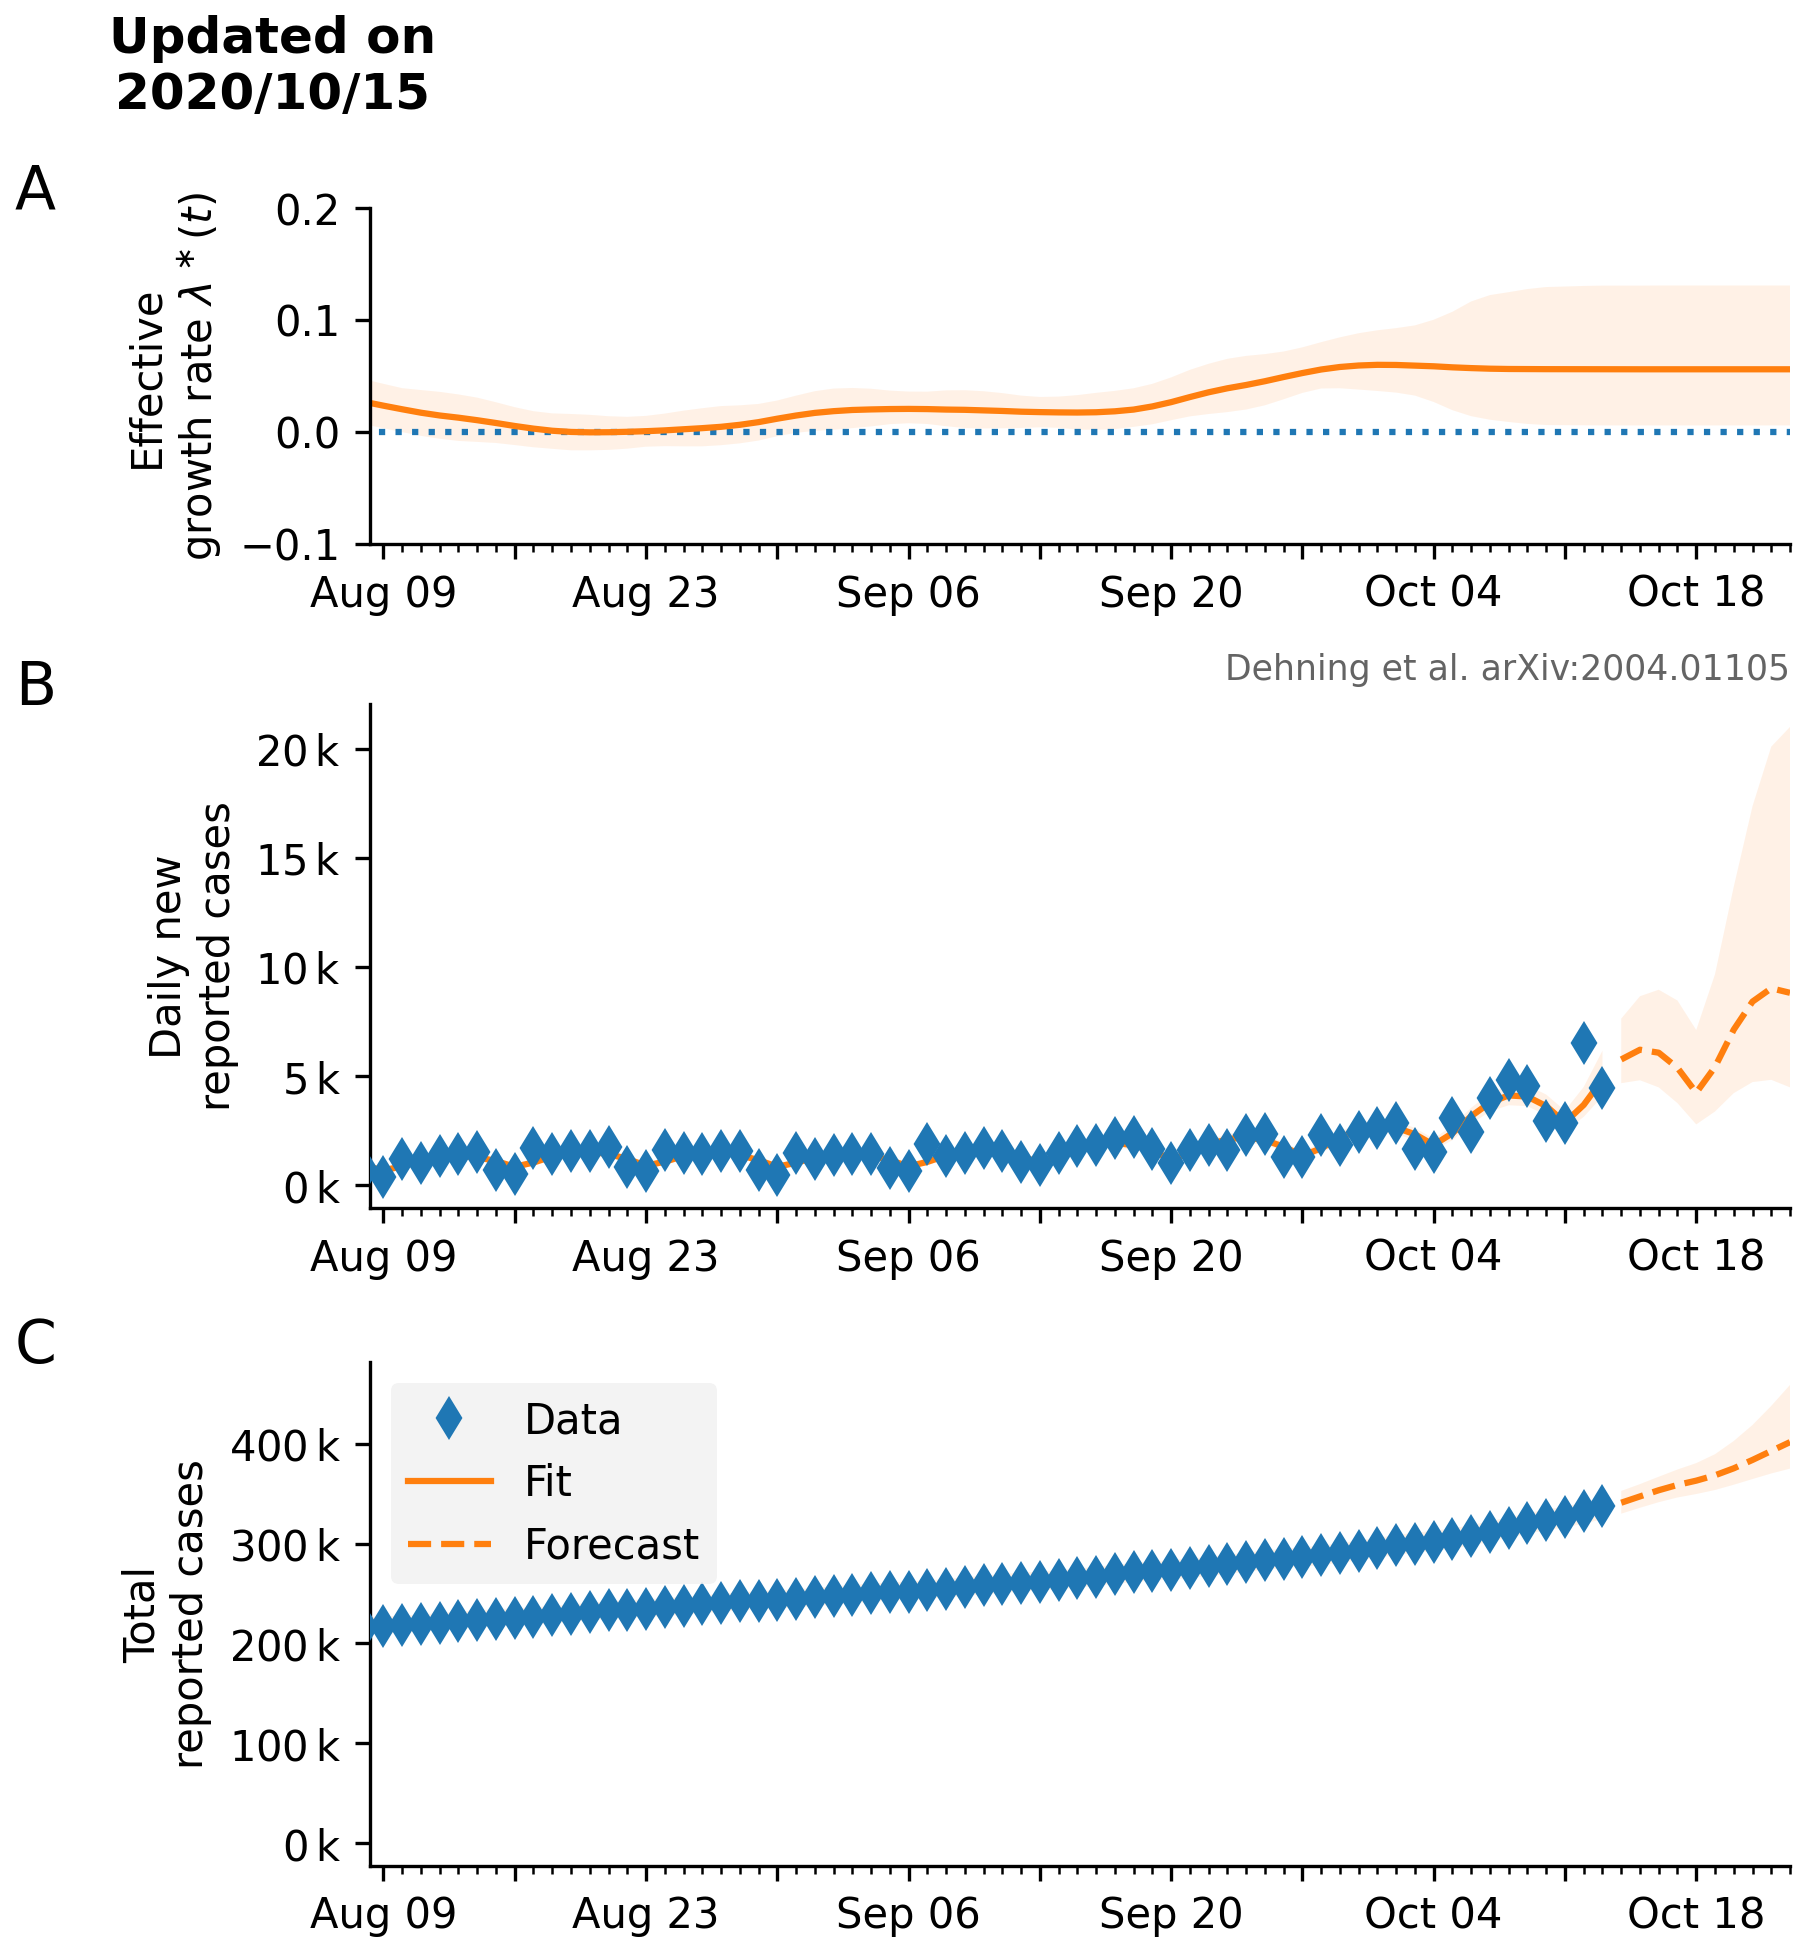 Updated on
2020/10/15
A
Effective
growth rate λ * (t)
0.2
0.1
0.0
−0.1
Aug 09 Aug 23 Sep 06 Sep 20 Oct 04 Oct 18
Dehning et al. arXiv:2004.01105
B
Daily new
reported cases
20 k
15 k
10 k
5 k
0 k
Aug 09 Aug 23 Sep 06 Sep 20 Oct 04 Oct 18
C
Total
reported cases
400 k
300 k
200 k
100 k
0 k
Data
Fit
Forecast
Aug 09 Aug 23 Sep 06 Sep 20 Oct 04 Oct 18